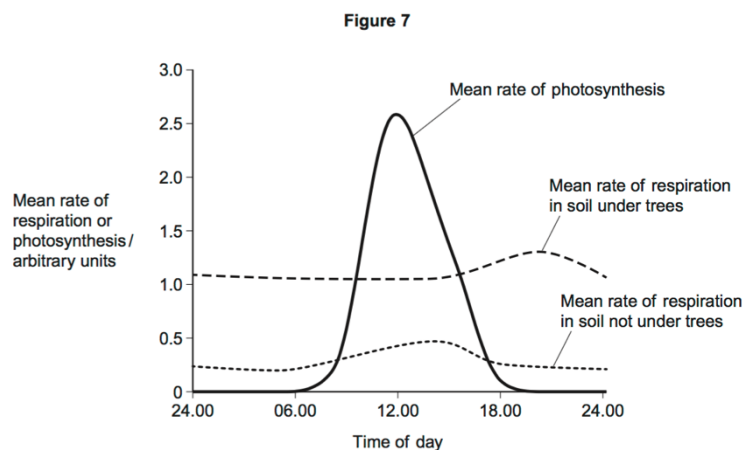 Figure 7
3.0
2.5
2.0
1.5
1.0
0.5
0
Mean rate of
respiration or
photosynthesis/
arbitrary units
Mean rate of photosynthesis
Mean rate of respiration
in soil under trees
Mean rate of respiration
in soil not under trees
24.00 06.00 12.00 18.00 24.00
Time of day